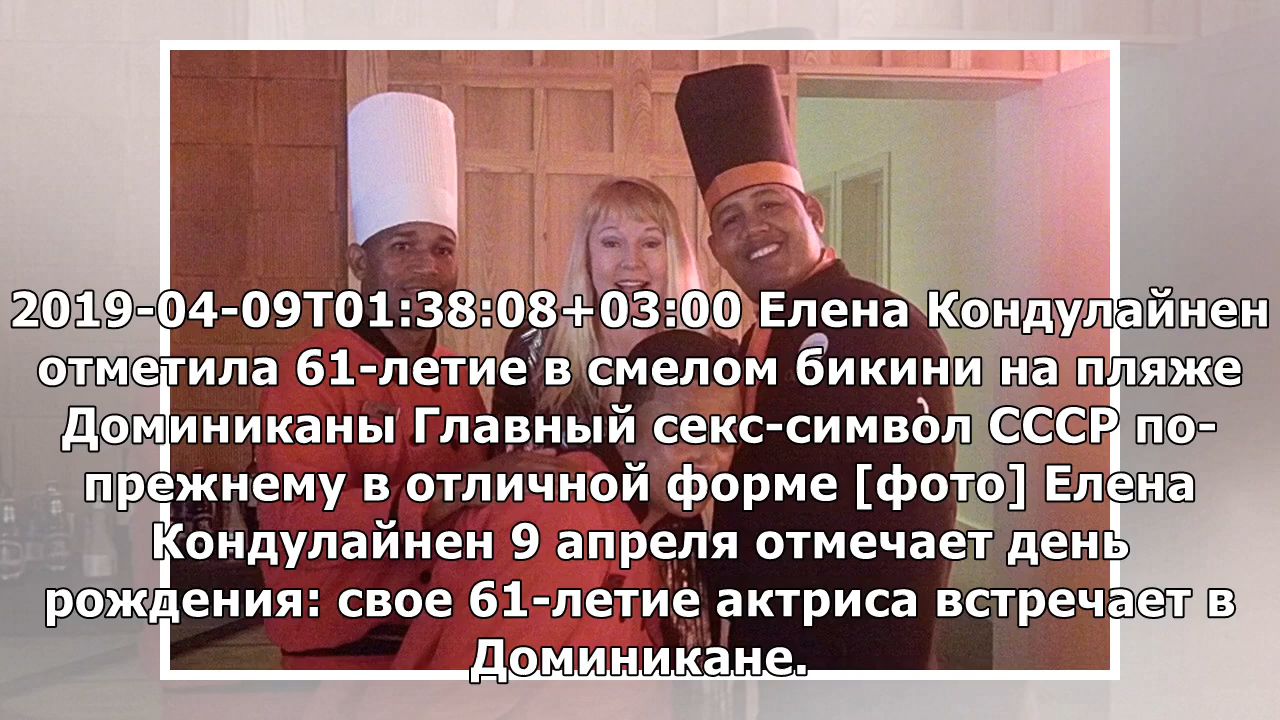 2019-04-09T01:38:08+03:00 Елена Кондулайнен
отметила 61-летие в смелом бикини на пляже
Доминиканы Главный секс-символ СССР по-
прежнему в отличной форме [фото] Елена
Кондулайнен 9 апреля отмечает день
рождения: свое 61-летие актриса встречает в
Доминикане.